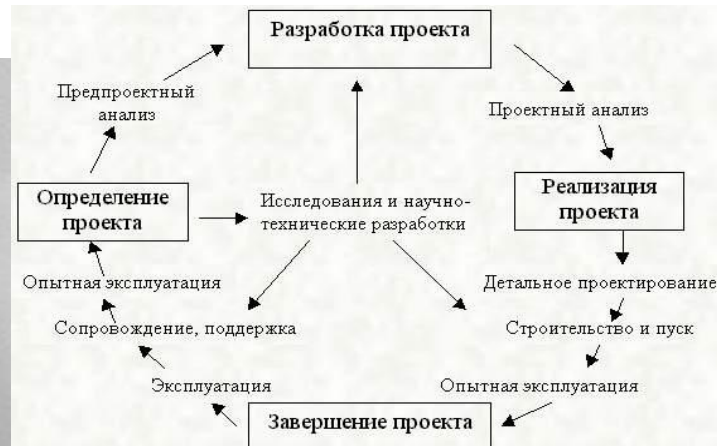 Разработка проекта
Предпроектный
анализ
Проектный анализ
Определение
проекта
Исследования и научно-
технические разработки
Реализация
проекта
Опытная эксплуатация
Детальное проектирование
Сопровождение, поддержка
Строительство и пуск
Эксплуатация
Опытная эксплуатация
Завершение проекта